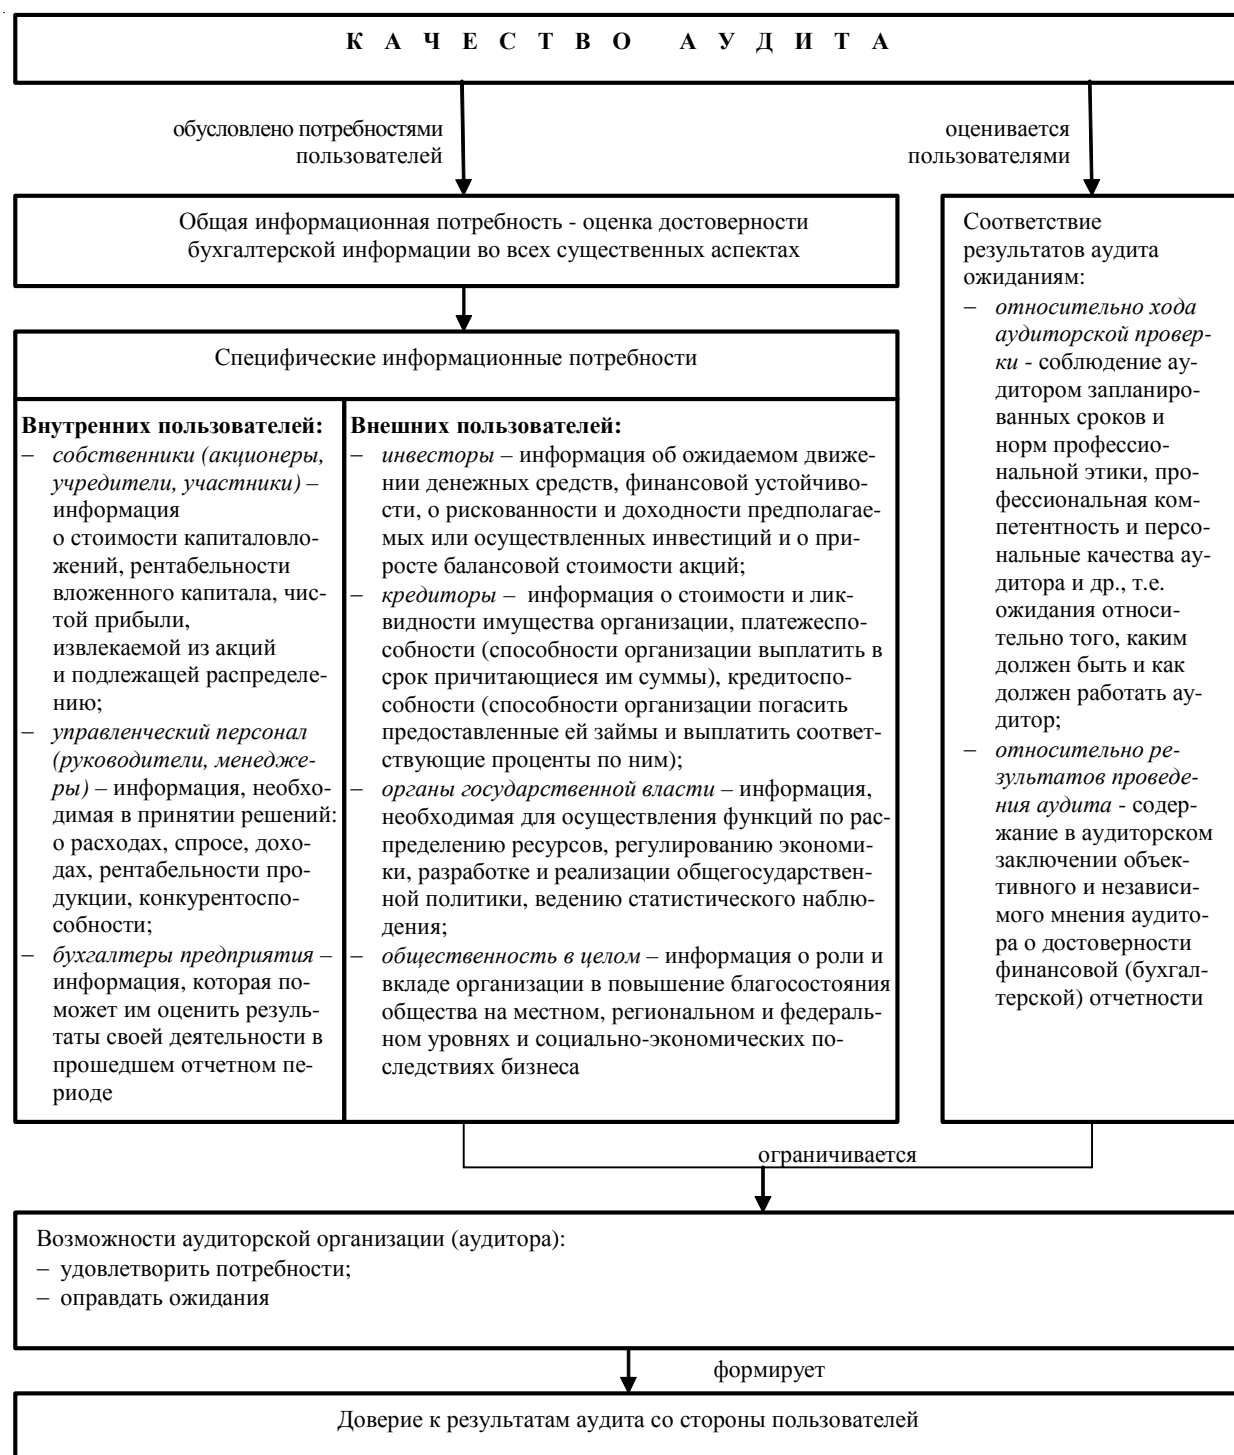 К А Ч Е С Т В О А У Д И Т А
обусловлено потребностями
пользователей
оценивается
пользователями
Общая информационная потребность - оценка достоверности
бухгалтерской информации во всех существенных аспектах
Специфические информационные потребности
Внутренних пользователей:
– собственники (акционеры,
учредители, участники) –
информация
о стоимости капиталовло-
жений, рентабельности
вложенного капитала, чис-
той прибыли,
извлекаемой из акций
и подлежащей распределе-
нию;
– управленческий персонал
(руководители, менедже-
ры) – информация, необхо-
димая в принятии решений:
о расходах, спросе, дохо-
дах, рентабельности про-
дукции, конкурентоспо-
собности;
– бухгалтеры предприятия –
информация, которая по-
может им оценить резуль-
таты своей деятельности в
прошедшем отчетном пе-
риоде
Внешних пользователей:
– инвесторы – информация об ожидаемом движе-
нии денежных средств, финансовой устойчиво-
сти, о рискованности и доходности предполагае-
мых или осуществленных инвестиций и о при-
росте балансовой стоимости акций;
– кредиторы – информация о стоимости и лик-
видности имущества организации, платежеспо-
собности (способности организации выплатить в
срок причитающиеся им суммы), кредитоспо-
собности (способности организации погасить
предоставленные ей займы и выплатить соответ-
ствующие проценты по ним);
– органы государственной власти – информация,
необходимая для осуществления функций по рас-
пределению ресурсов, регулированию экономи-
ки, разработке и реализации общегосударствен-
ной политики, ведению статистического наблю-
дения;
– общественность в целом – информация о роли и
вкладе организации в повышение благосостояния
общества на местном, региональном и федераль-
ном уровнях и социально-экономических по-
следствиях бизнеса
Соответствие
результатов аудита
ожиданиям:
– относительно хода
аудиторской провер-
ки - соблюдение ау-
дитором запланиро-
ванных сроков и
норм профессио-
нальной этики, про-
фессиональная ком-
петентность и персо-
нальные качества ау-
дитора и др., т.е.
ожидания относи-
тельно того, каким
должен быть и как
должен работать ау-
дитор;
– относительно ре-
зультатов проведе-
ния аудита - содер-
жание в аудиторском
заключении объек-
тивного и независи-
мого мнения аудито-
ра о достоверности
финансовой (бухгал-
терской) отчетности
ограничивается
Возможности аудиторской организации (аудитора):
– удовлетворить потребности;
– оправдать ожидания
формирует
Доверие к результатам аудита со стороны пользователей